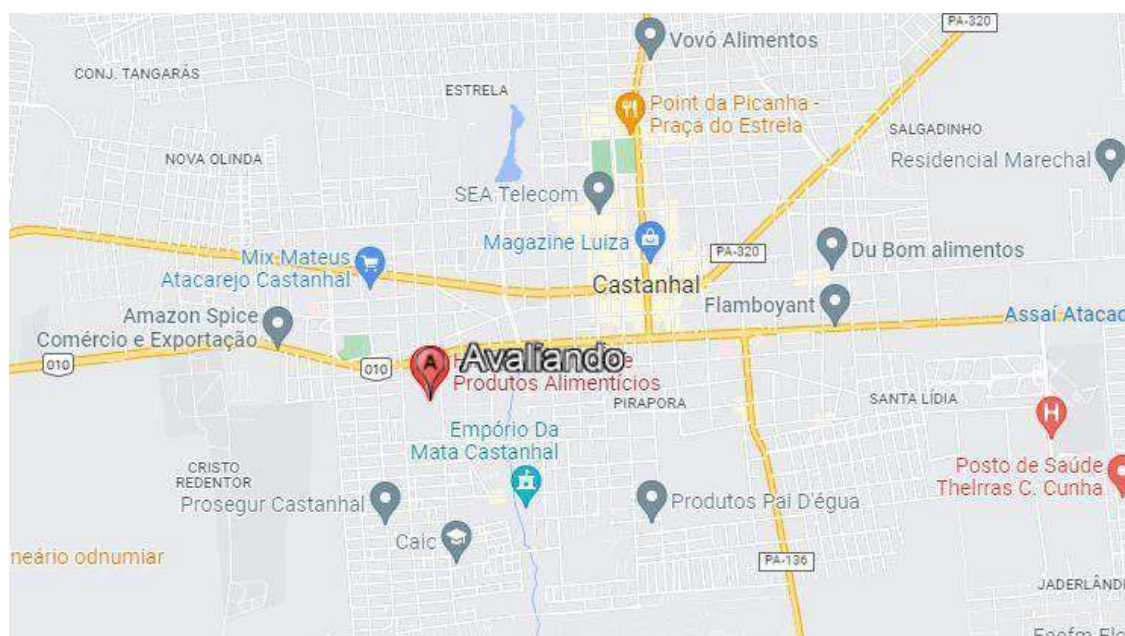 PA-320
Vovó Alimentos
CONJ. TANGARÁS
ESTRELA
Point da Picanha -
Praça do Estrela
SALGADINHO
NOVA OLINDA
Residencial Marechal
SEA Telecom
Magazine Luiza
PA-320
Du Bom alimentos
Mix Mateus
Atacarejo Castanhal
Castanhal
Flamboyant
Amazon Spice
Comércio e Exportação
Assaí Atacad
010
010
A
Avaliando
Produtos Alimentícios
PIRAPORA
SANTA LÍDIA
H
Empório Da
Mata Castanhal
CRISTO
REDENTOR
Posto de Saúde
Thelrras C. Cunha
Prosegur Castanhal
Produtos Pai D'égua
Caic
neário odnumiar
PA-136
JADERLÂND